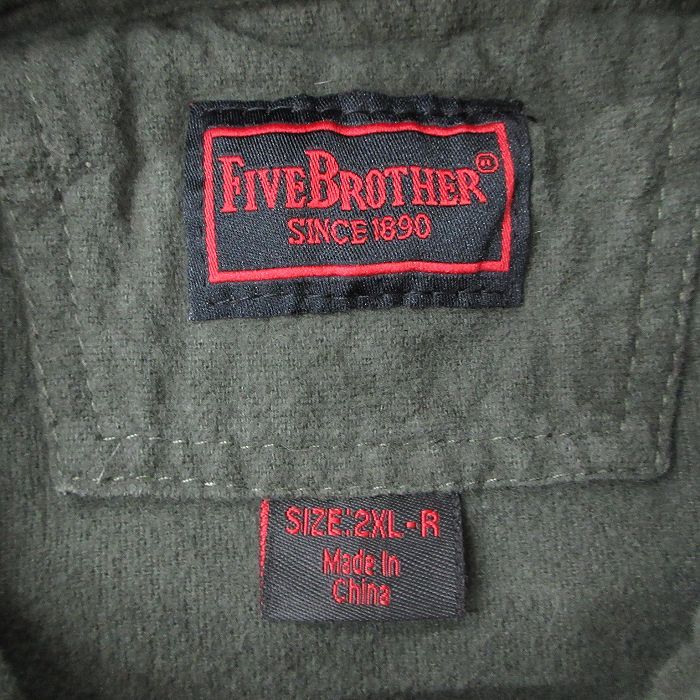 FIVEBROTHER®
SINCE 1890
SIZE:2XL-R
Made In
China